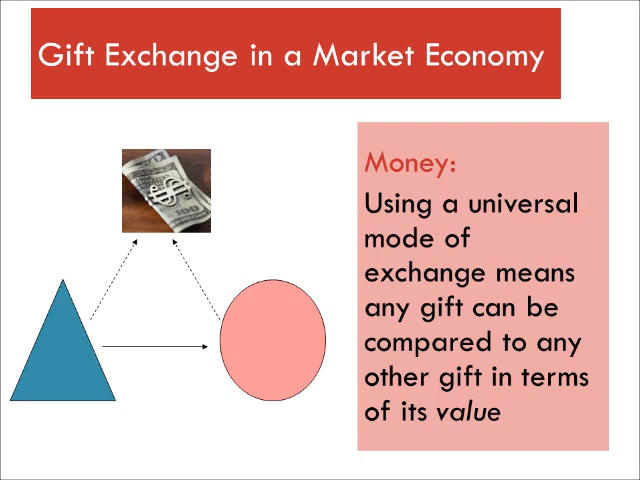 Gift Exchange in a Market Economy
100
Money:
Using a universal
mode of
exchange means
any gift can be
compared to any
other gift in terms
of its value